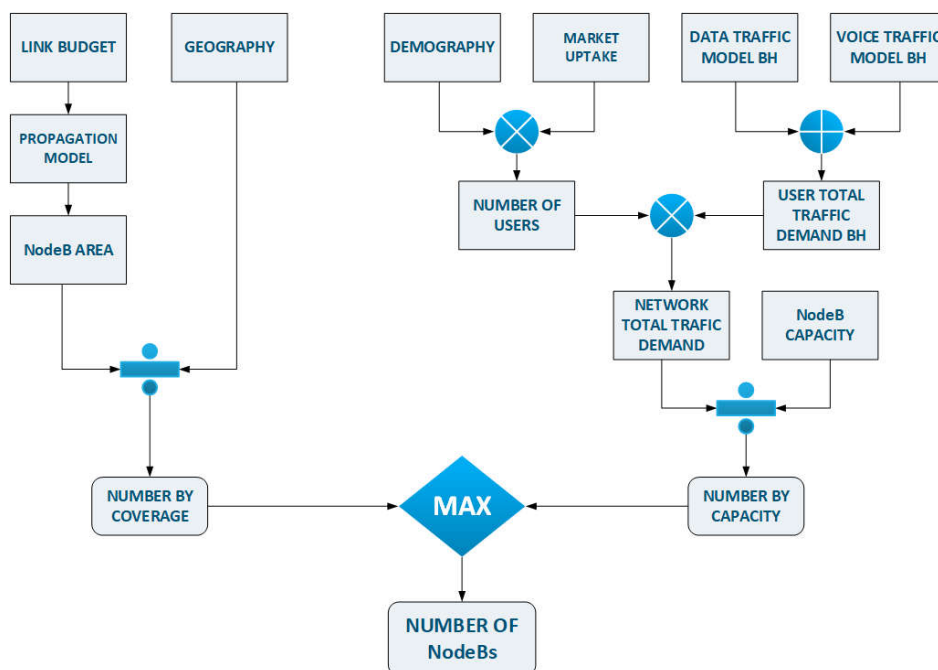 LINK BUDGET
GEOGRAPHY
DEMOGRAPHY
MARKET
UPTAKE
DATA TRAFFIC
MODEL BH
VOICE TRAFFIC
MODEL BH
PROPAGATION
MODEL
NUMBER OF
USERS
USER TOTAL
TRAFFIC
DEMAND BH
NodeB AREA
NETWORK
TOTAL TRAFIC
DEMAND
NodeB
CAPACITY
NUMBER BY
COVERAGE
MAX
NUMBER BY
CAPACITY
NUMBER OF
NodeBs